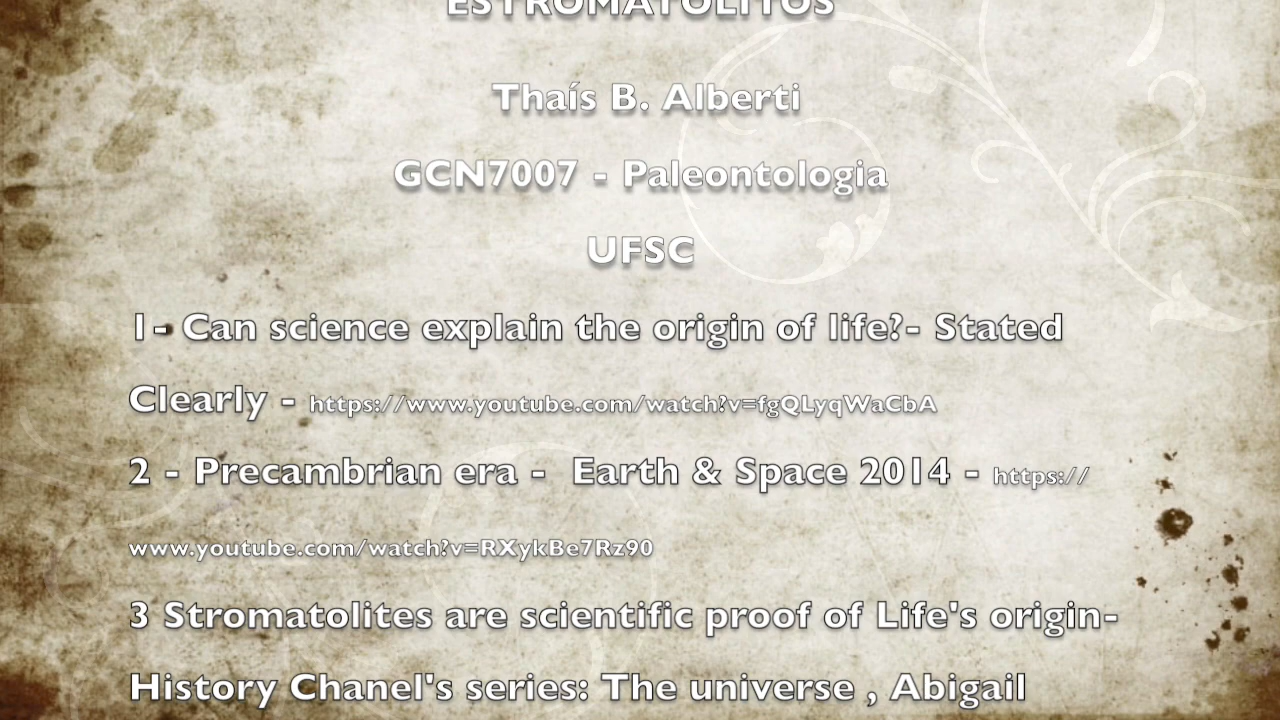 ESTROMATOLITOS
Thaís B. Alberti
GCN7007 - Paleontologia
UFSC
1- Can science explain the origin of life?- Stated
Clearly - https://www.youtube.com/watch?v=fgQLyqWaCbA
2 - Precambrian era - Earth & Space 2014 - https://
www.youtube.com/watch?v=RXykBe7Rz90
3 Stromatolites are scientific proof of Life's origin-
History Chanel's series: The universe , Abigail